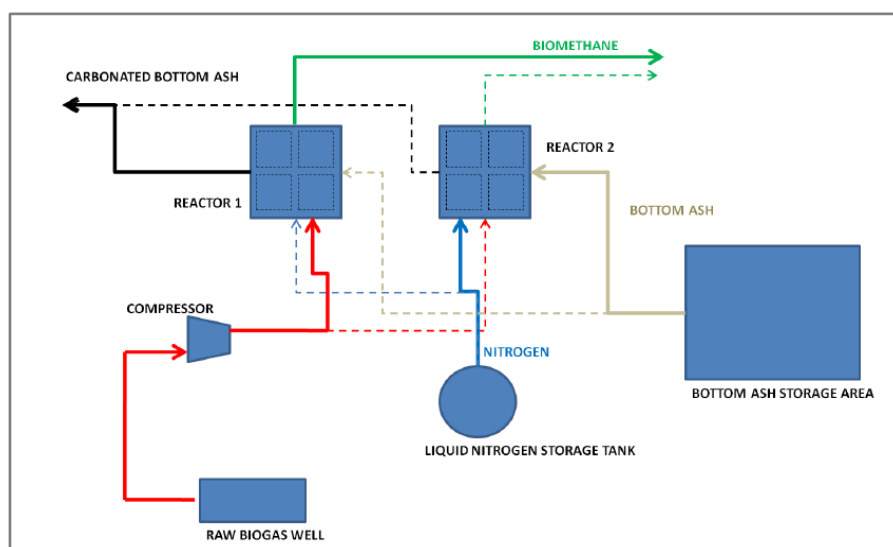 BIOMETHANE
CARBONATED BOTTOM ASH
REACTOR 2
REACTOR 1
BOTTOM ASH
COMPRESSOR
NITROGEN
BOTTOM ASH STORAGE AREA
LIQUID NITROGEN STORAGE TANK
RAW BIOGAS WELL